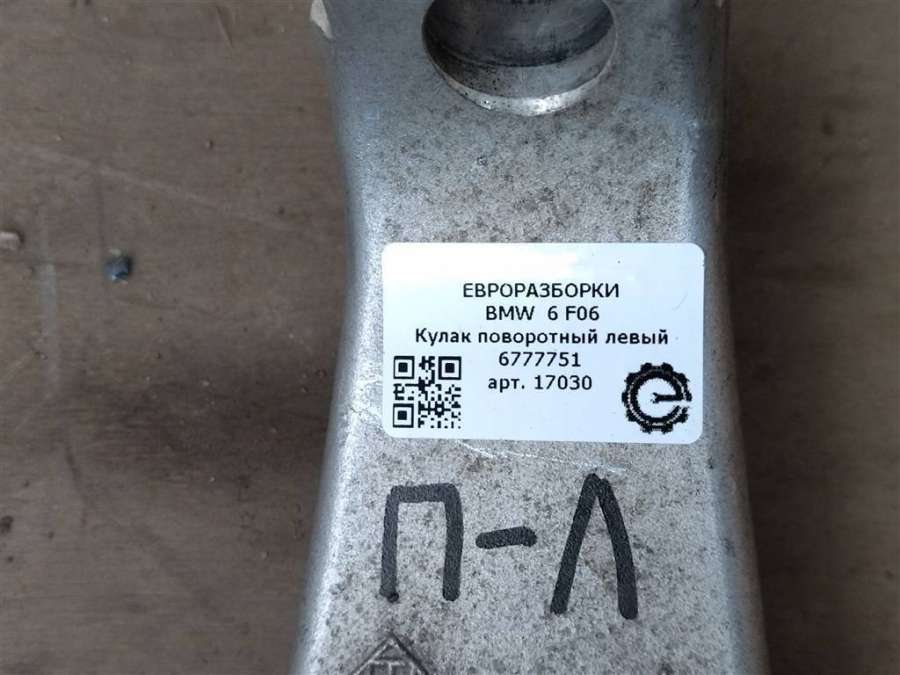 ЕВРОРАЗБОРКИ
BMW 6 F06
Кулак поворотный левый
6777751
арт. 17030
П-Л